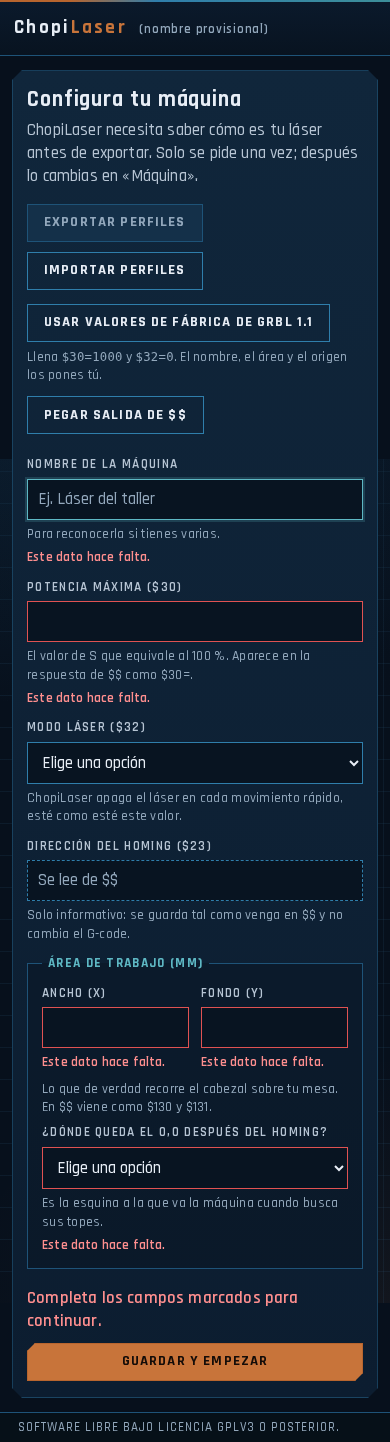 ChopiLaser (nombre provisional)
Configura tu máquina
ChopiLaser necesita saber cómo es tu láser
antes de exportar. Solo se pide una vez; después
lo cambias en «Máquina».
EXPORTAR PERFILES
IMPORTAR PERFILES
USAR VALORES DE FÁBRICA DE GRBL 1.1
Llena $30=1000 y $32=0. El nombre, el área y el origen
los pones tú.
PEGAR SALIDA DE $$
NOMBRE DE LA MÁQUINA
Ej. Láser del taller
Para reconocerla si tienes varias.
Este dato hace falta.
POTENCIA MÁXIMA ($30)
El valor de S que equivale al 100 %. Aparece en la
respuesta de $$ como $30=.
Este dato hace falta.
MODO LÁSER ($32)
Elige una opción
ChopiLaser apaga el láser en cada movimiento rápido,
esté como esté este valor.
DIRECCIÓN DEL HOMING ($23)
Se lee de $$
Solo informativo: se guarda tal como venga en $$ y no
cambia el G-code.
ÁREA DE TRABAJO (MM)
ANCHO (X) FONDO (Y)
Este dato hace falta. Este dato hace falta.
Lo que de verdad recorre el cabezal sobre tu mesa.
En $$ viene como $130 y $131.
¿DÓNDE QUEDA EL 0,0 DESPUÉS DEL HOMING?
Elige una opción
Es la esquina a la que va la máquina cuando busca
sus topes.
Este dato hace falta.
Completa los campos marcados para
continuar.
GUARDAR Y EMPEZAR
SOFTWARE LIBRE BAJO LICENCIA GPLV3 O POSTERIOR.